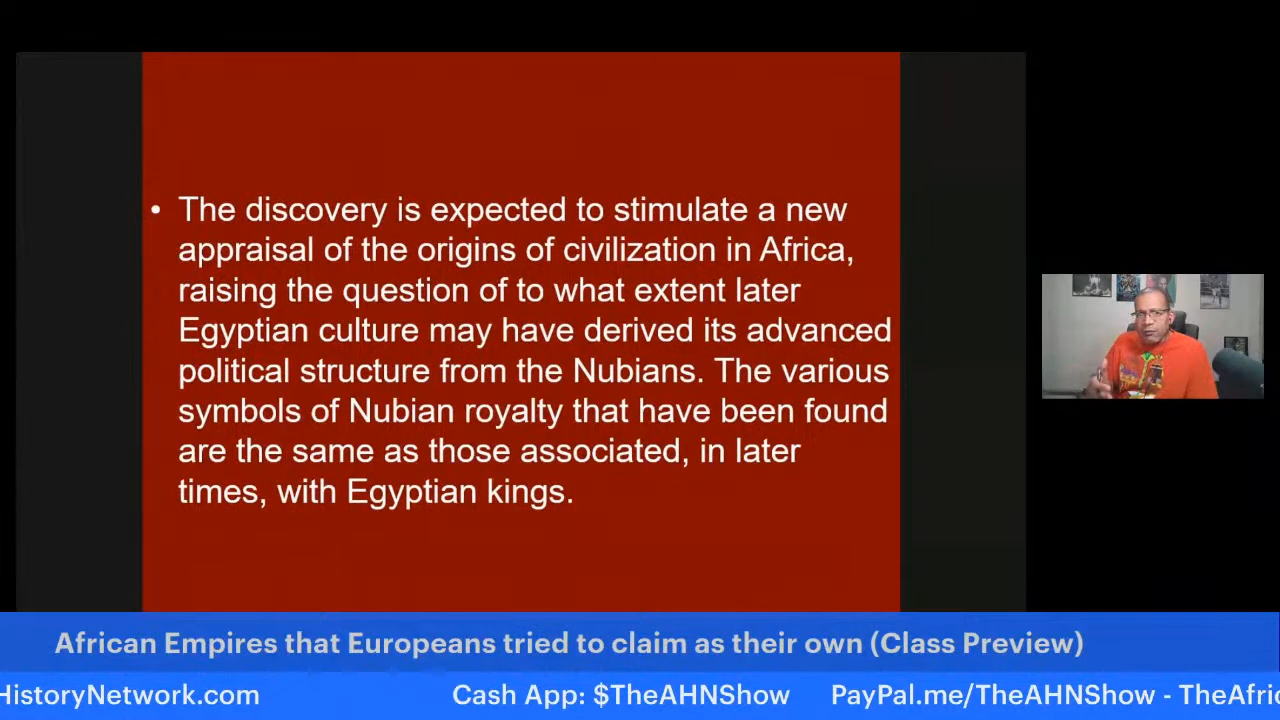 • The discovery is expected to stimulate a new
appraisal of the origins of civilization in Africa,
raising the question of to what extent later
Egyptian culture may have derived its advanced
political structure from the Nubians. The various
symbols of Nubian royalty that have been found
are the same as those associated, in later
times, with Egyptian kings.
African Empires that Europeans tried to claim as their own (Class Preview)
HistoryNetwork.com Cash App: $TheAHNShow PayPal.me/TheAHNShow - TheAfri